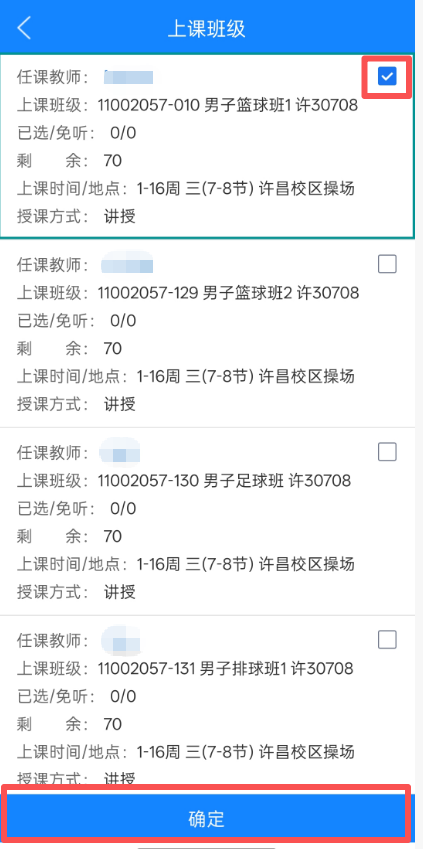 上课班级
任课教师：
上课班级：11002057-010 男子篮球班1 许30708
已选/免听： 0/0
剩 余： 70
上课时间/地点：1-16周 三(7-8节) 许昌校区操场
授课方式： 讲授
任课教师：
上课班级：11002057-129 男子篮球班2 许30708
已选/免听： 0/0
剩 余： 70
上课时间/地点：1-16周 三(7-8节) 许昌校区操场
授课方式： 讲授
任课教师：
上课班级：11002057-130 男子足球班 许30708
已选/免听： 0/0
剩 余： 70
上课时间/地点：1-16周 三(7-8节) 许昌校区操场
授课方式： 讲授
任课教师：
上课班级：11002057-131 男子排球班1 许30708
已选/免听： 0/0
剩 余： 70
上课时间/地点：1-16周 三(7-8节) 许昌校区操场
授课方式： 讲授
确定